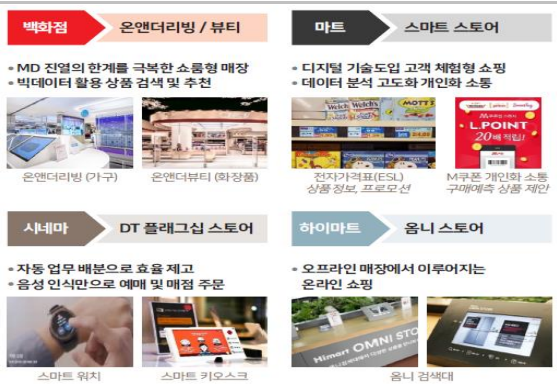 백화점
온앤더리빙 / 뷰티
• MD 진열의 한계를 극복한 쇼룸형 매장
• 빅데이터 활용 상품 검색 및 추천
온앤더리빙 (가구)
온앤더뷰티 (화장품)
마트
스마트 스토어
• 디지털 기술도입 고객 체험형 쇼핑
• 데이터 분석 고도화 개인화 소통
Welch
Welch's
MOTT'S
L.POINT
20배 적립!
전자가격표(ESL)
상품정보, 프로모션
M쿠폰 개인화 소통
구매예측 상품 제안
시네마
DT 플래그십 스토어
• 자동 업무 배분으로 효율 제고
• 음성 인식만으로 예매 및 매점 주문
스마트 워치
스마트 키오스크
하이마트
옴니 스토어
• 오프라인 매장에서 이루어지는
온라인 쇼핑
Himart OMNI STO
옴니 검색대